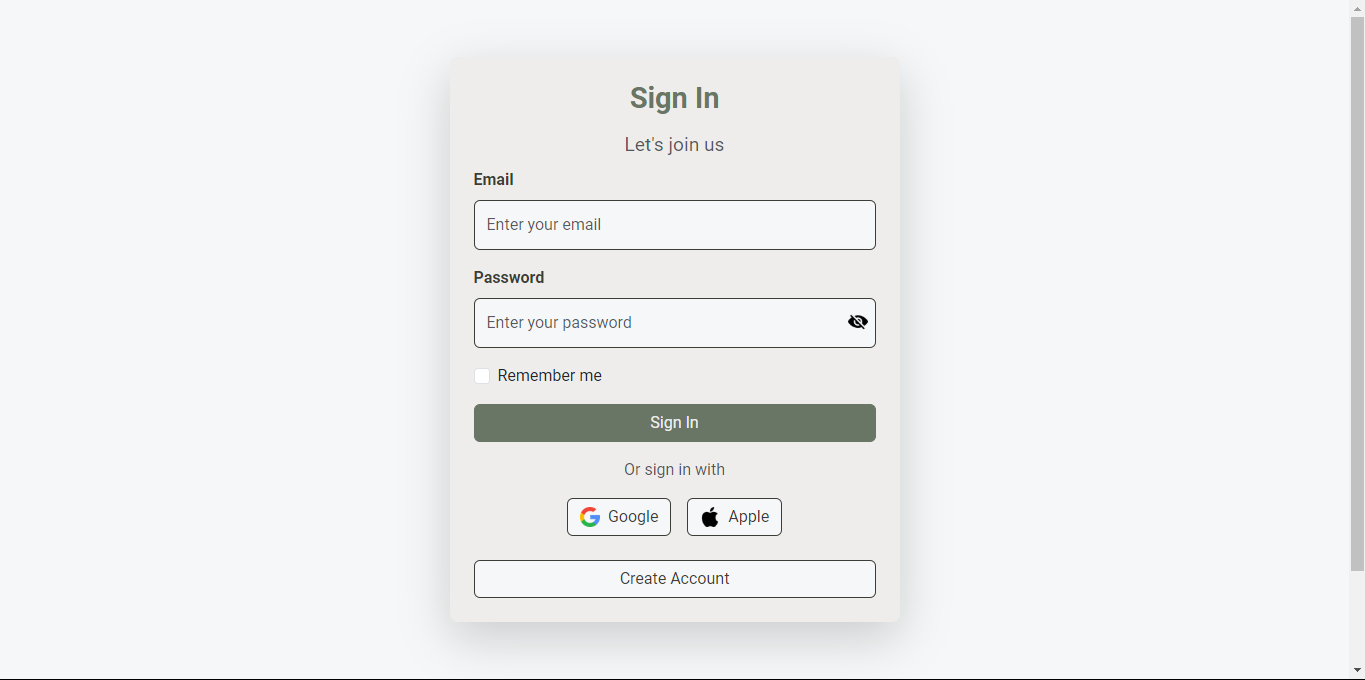 Sign In
Let's join us
Email
Enter your email
Password
Enter your password
Remember me
Sign In
Or sign in with
Google Apple
Create Account